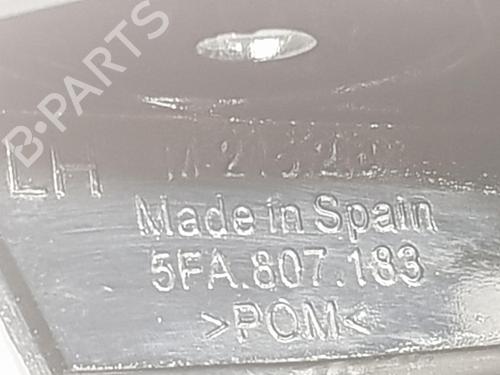 B-PARTS
LH
Made in Spain
5FA.807.183
>POM<